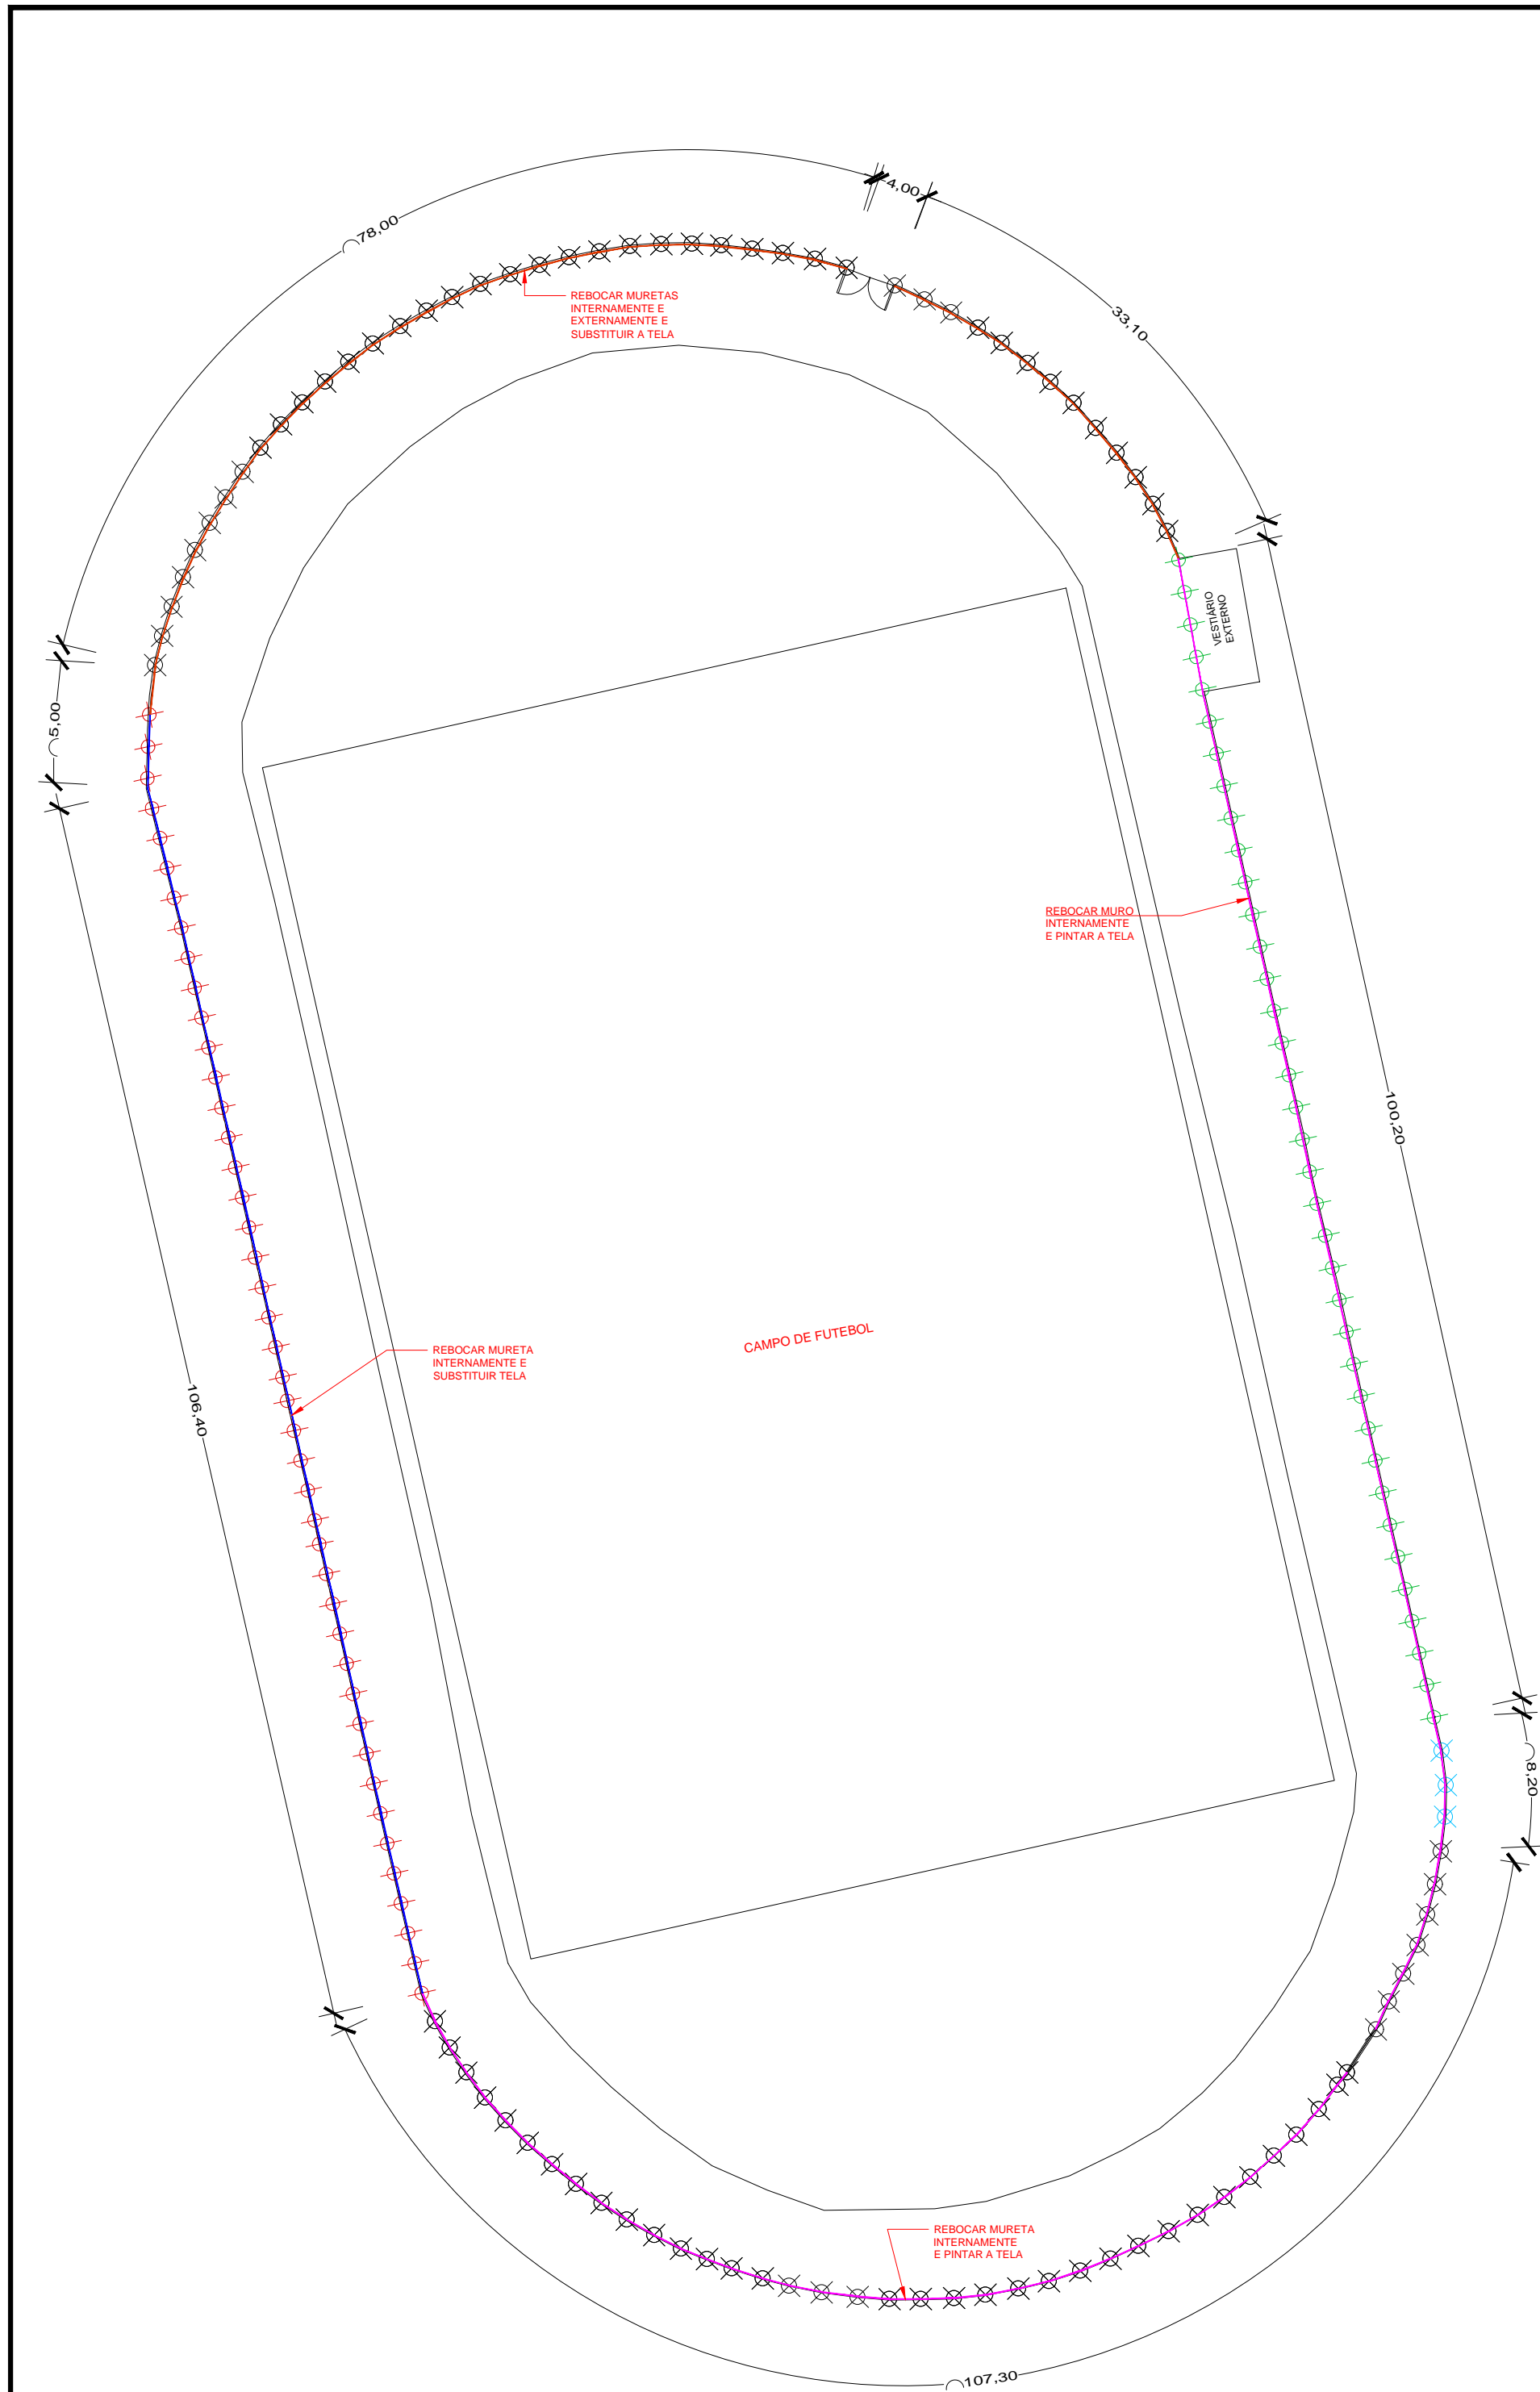 4,00
78,00
REBOCAR MURETAS
INTERNAMENTE E
EXTERNAMENTE E
SUBSTITUIR A TELA
33,10
VESTIÁRIO
EXTERNO
5,00
REBOCAR MURO
INTERNAMENTE
E PINTAR A TELA
100,20
CAMPO DE FUTEBOL
REBOCAR MURETA
INTERNAMENTE E
SUBSTITUIR TELA
106,40
8,20
REBOCAR MURETA
INTERNAMENTE
E PINTAR A TELA
107,30